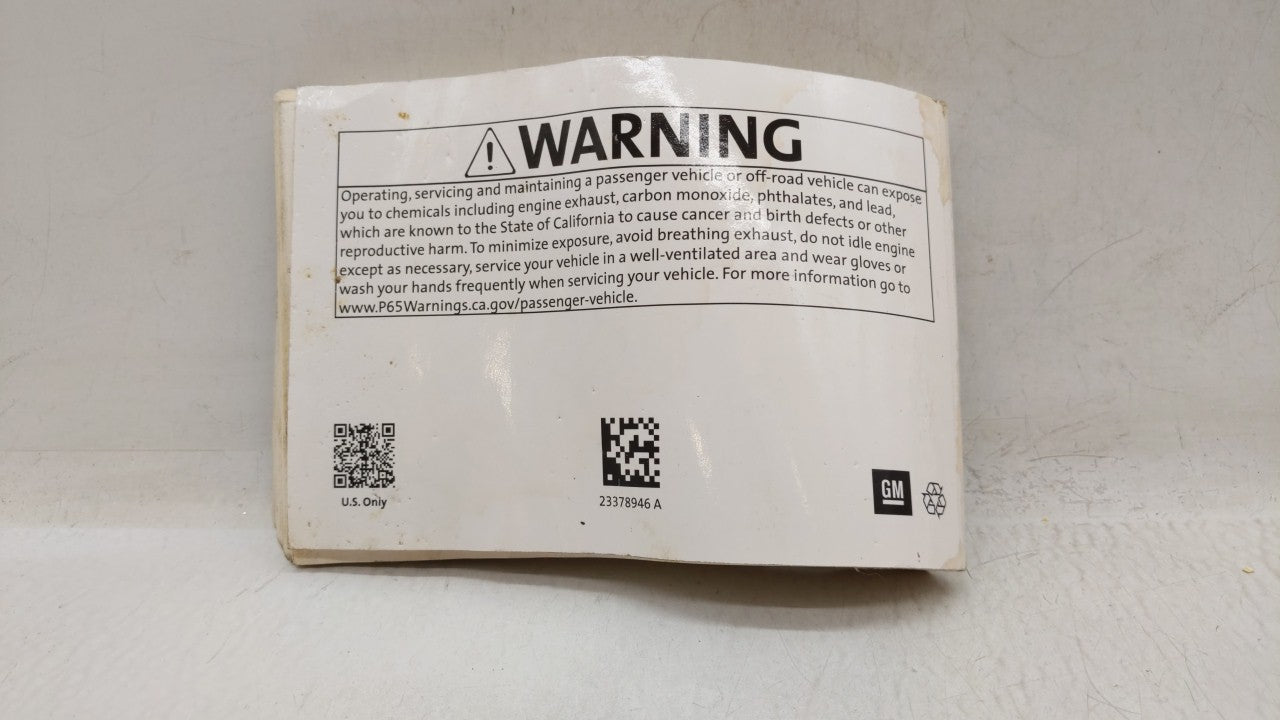 WARNING
Operating, servicing and maintaining a passenger vehicle or off-road vehicle can expose
you to chemicals including engine exhaust, carbon monoxide, phthalates, and lead,
which are known to the State of California to cause cancer and birth defects or other
reproductive harm. To minimize exposure, avoid breathing exhaust, do not idle engine
except as necessary, service your vehicle in a well-ventilated area and wear gloves or
wash your hands frequently when servicing your vehicle. For more information go to
www.P65Warnings.ca.gov/passenger-vehicle.
U.S. Only
23378946 A
GM